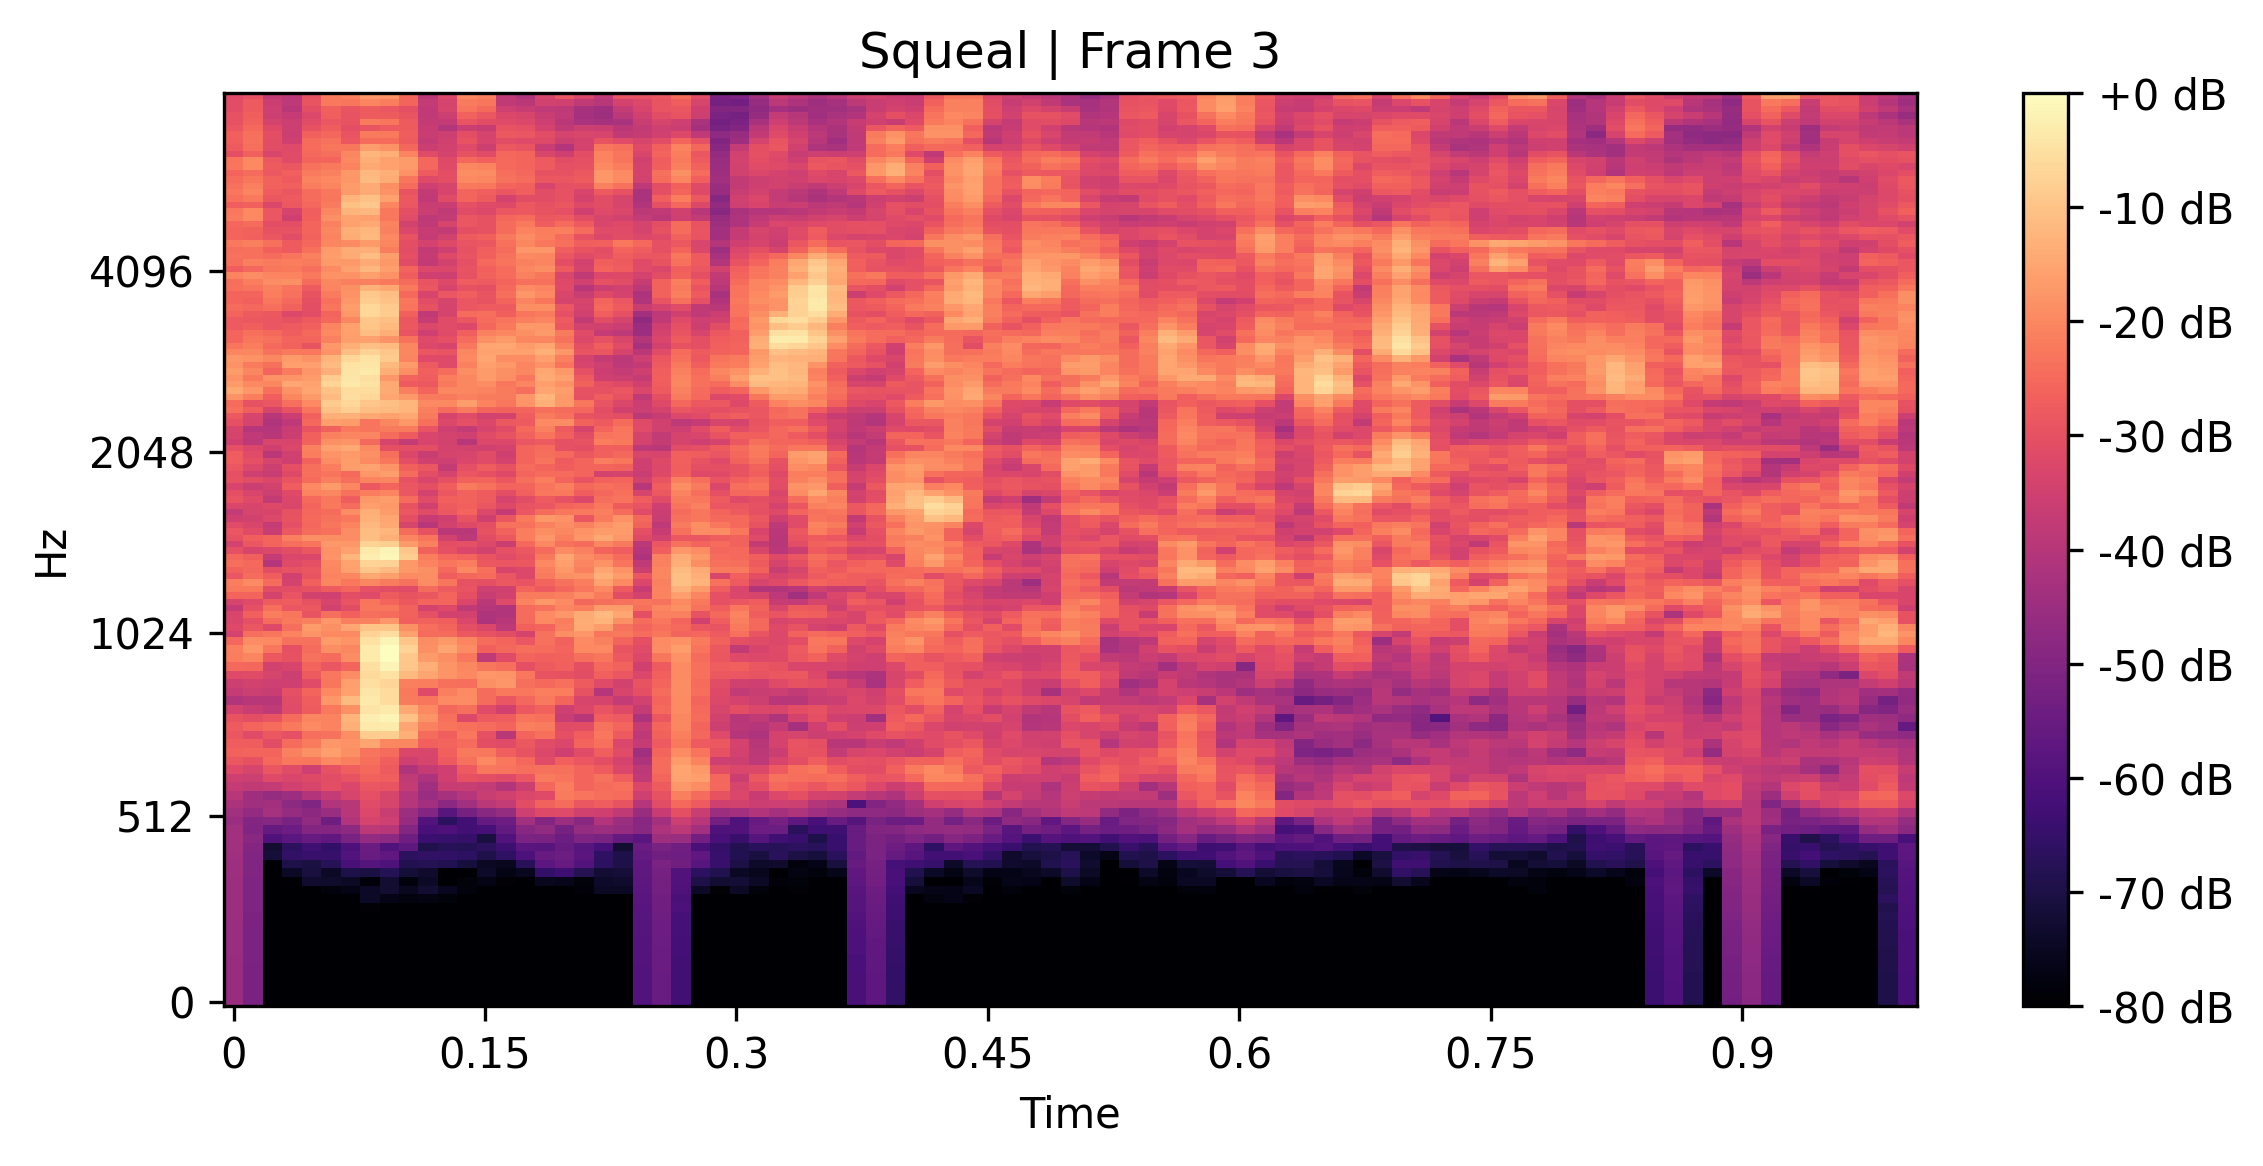 Squeal | Frame 3
+0 dB
-10 dB
-20 dB
-30 dB
-40 dB
-50 dB
-60 dB
-70 dB
-80 dB
Hz
4096
2048
1024
512
0
0 0.15 0.3 0.45 0.6 0.75 0.9
Time